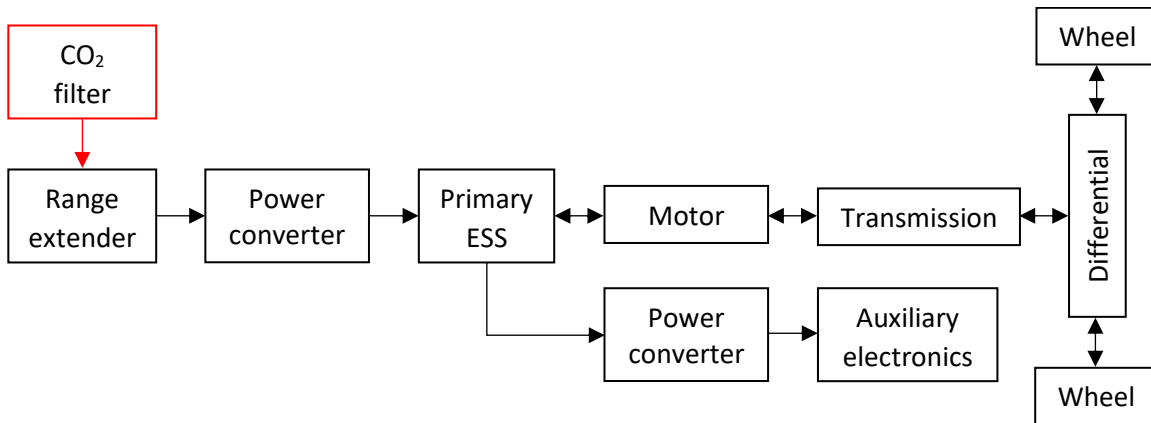 CO₂
filter
Wheel
Range
extender
Power
converter
Primary
ESS
Motor
Transmission
Differential
Power
converter
Auxiliary
electronics
Wheel